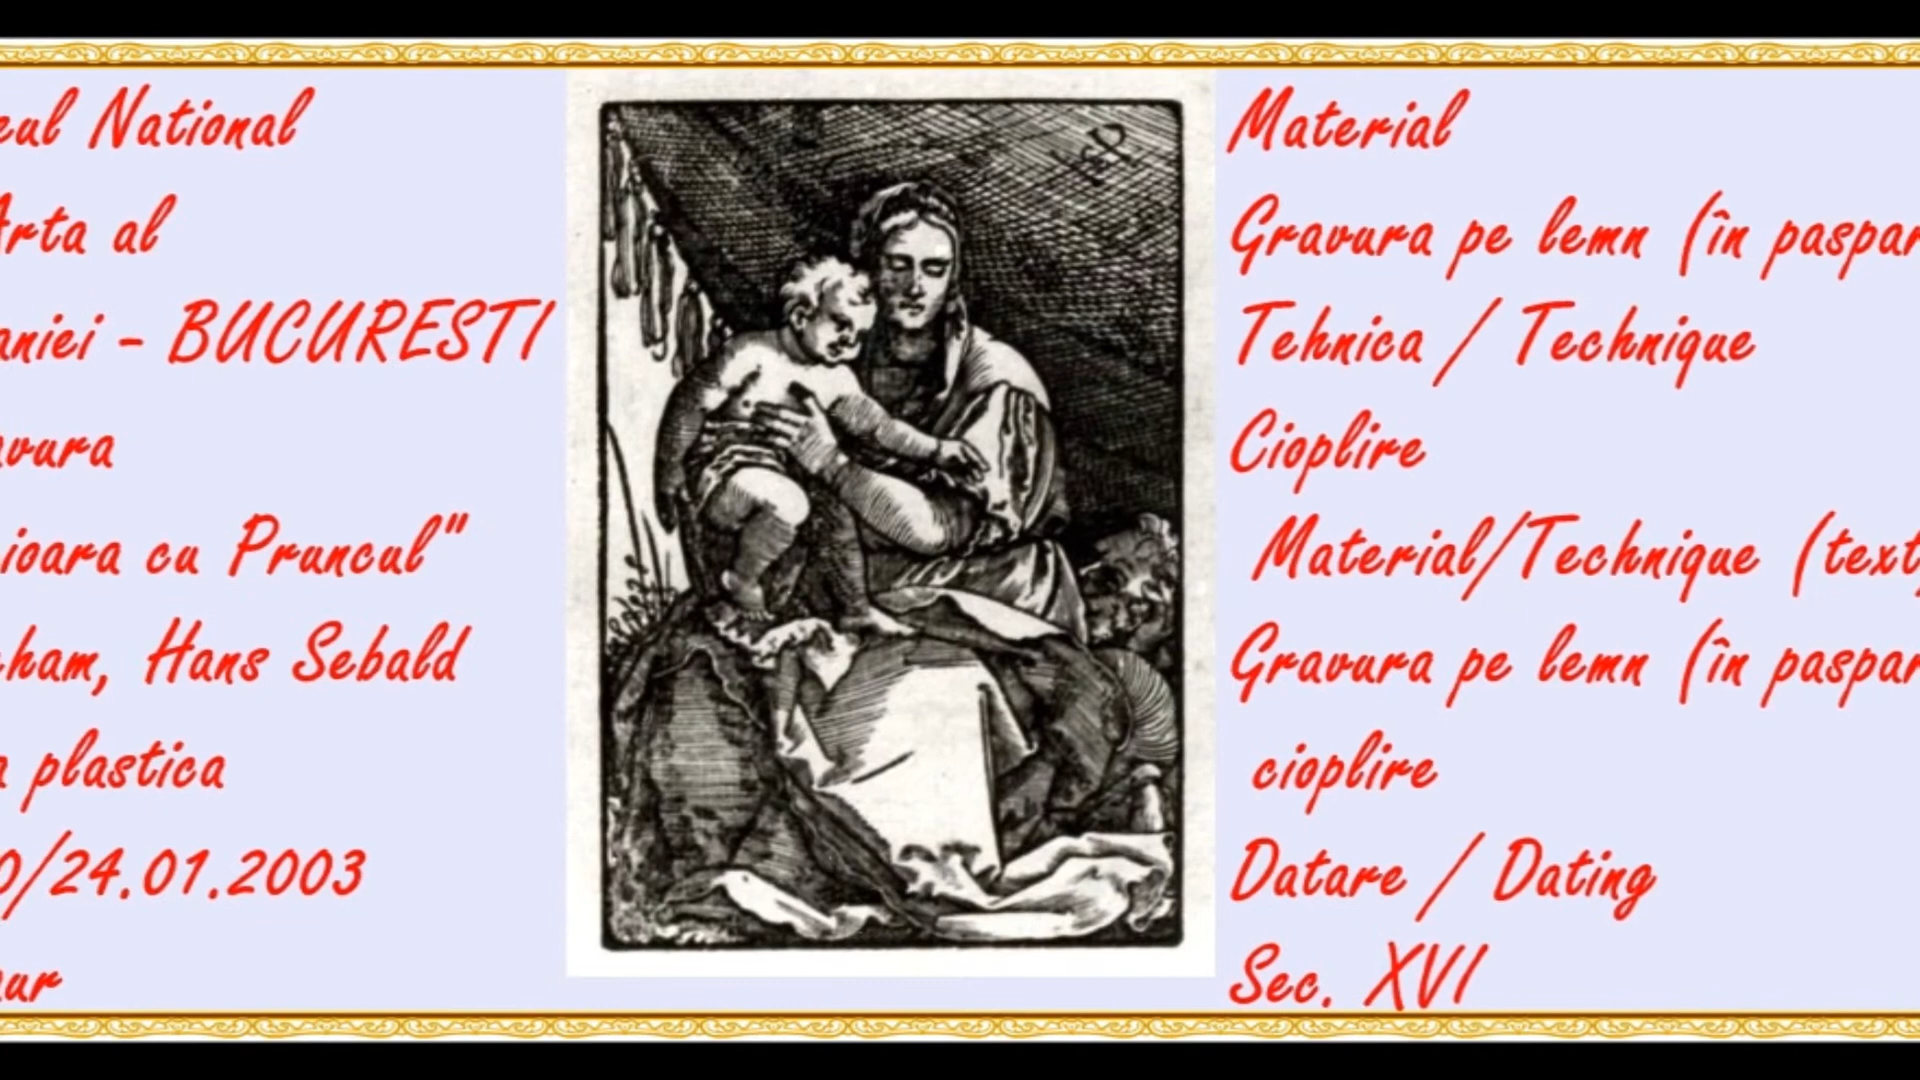 eul National
Arta al
aniei - BUCURESTI
avura
ioara cu Pruncul"
ham, Hans Sebald
a plastica
0/24.01.2003
aur
HSP
Material
Gravura pe lemn (în paspar
Tehnica / Technique
Cioplire
Material/Technique (text
Gravura pe lemn (în paspar
cioplire
Datare / Dating
Sec. XVI